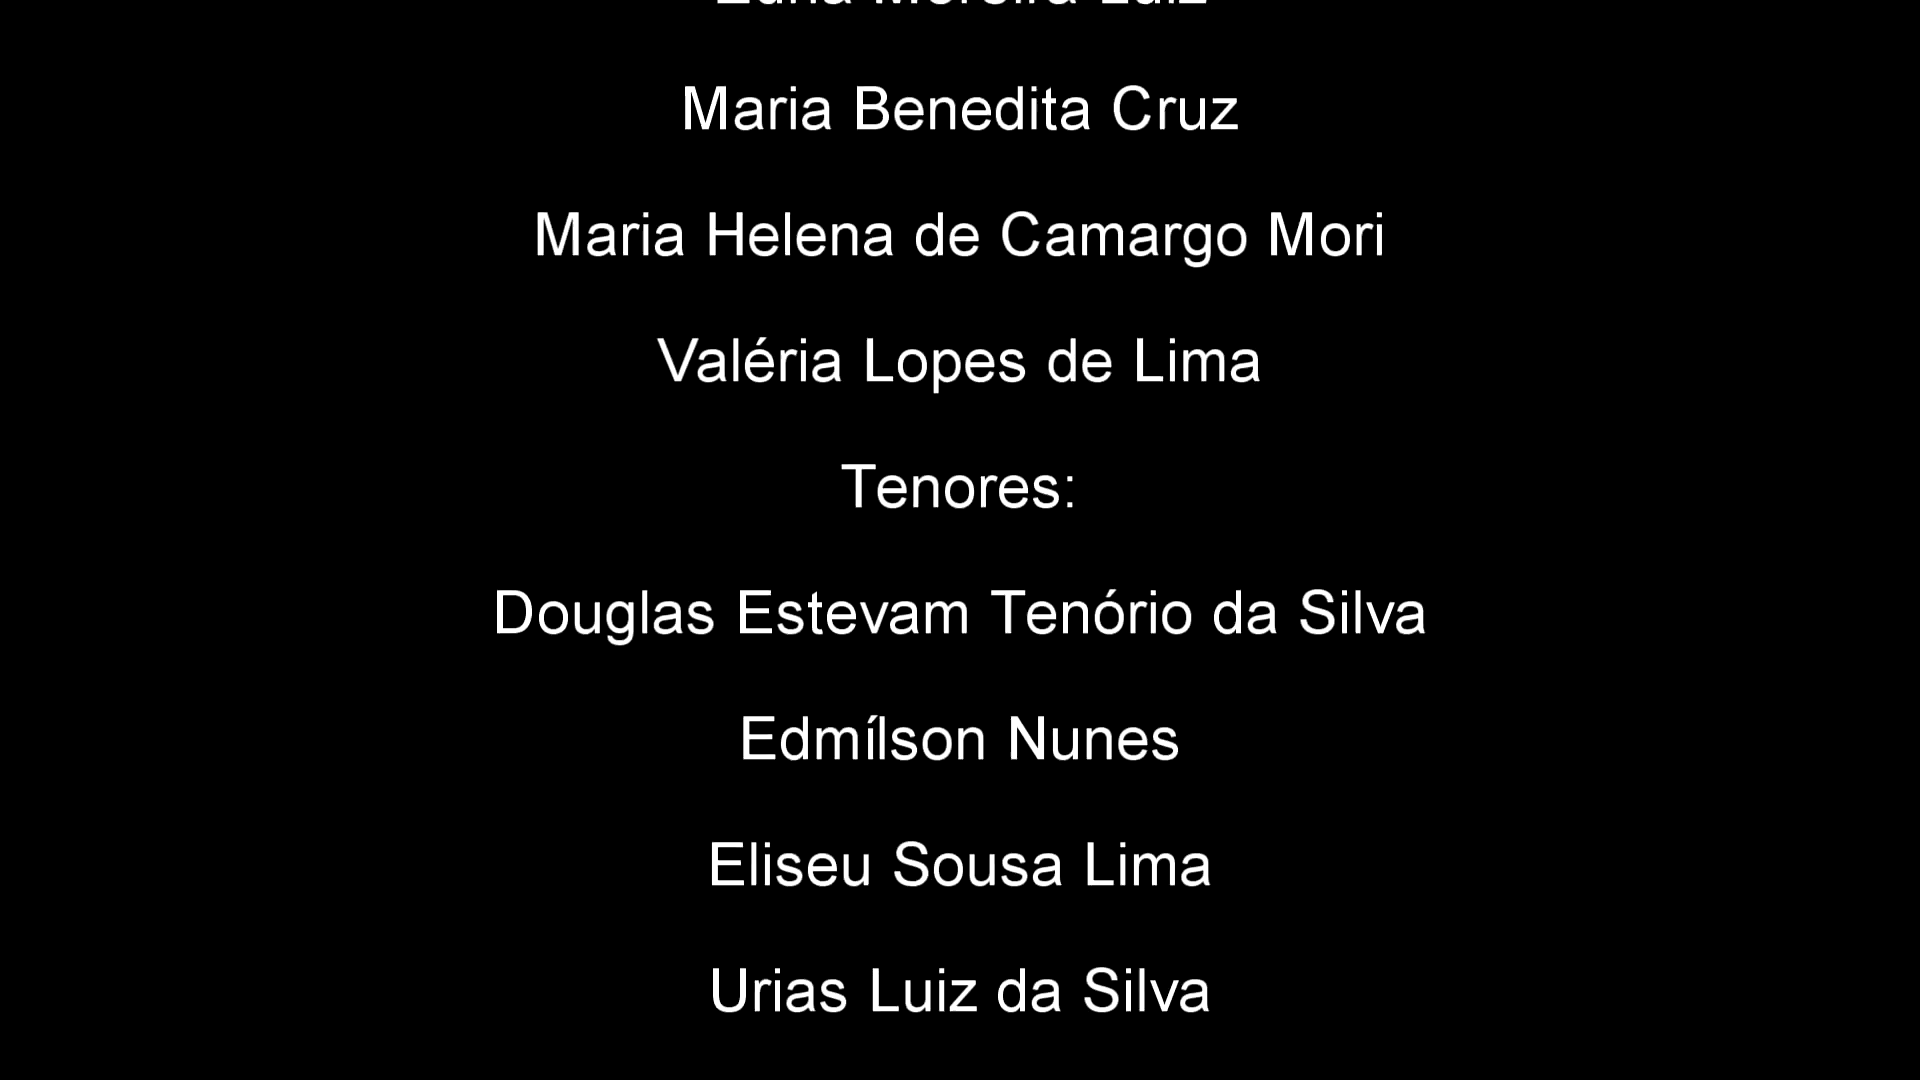 Maria Benedita Cruz
Maria Helena de Camargo Mori
Valéria Lopes de Lima
Tenores:
Douglas Estevam Tenório da Silva
Edmílson Nunes
Eliseu Sousa Lima
Urias Luiz da Silva